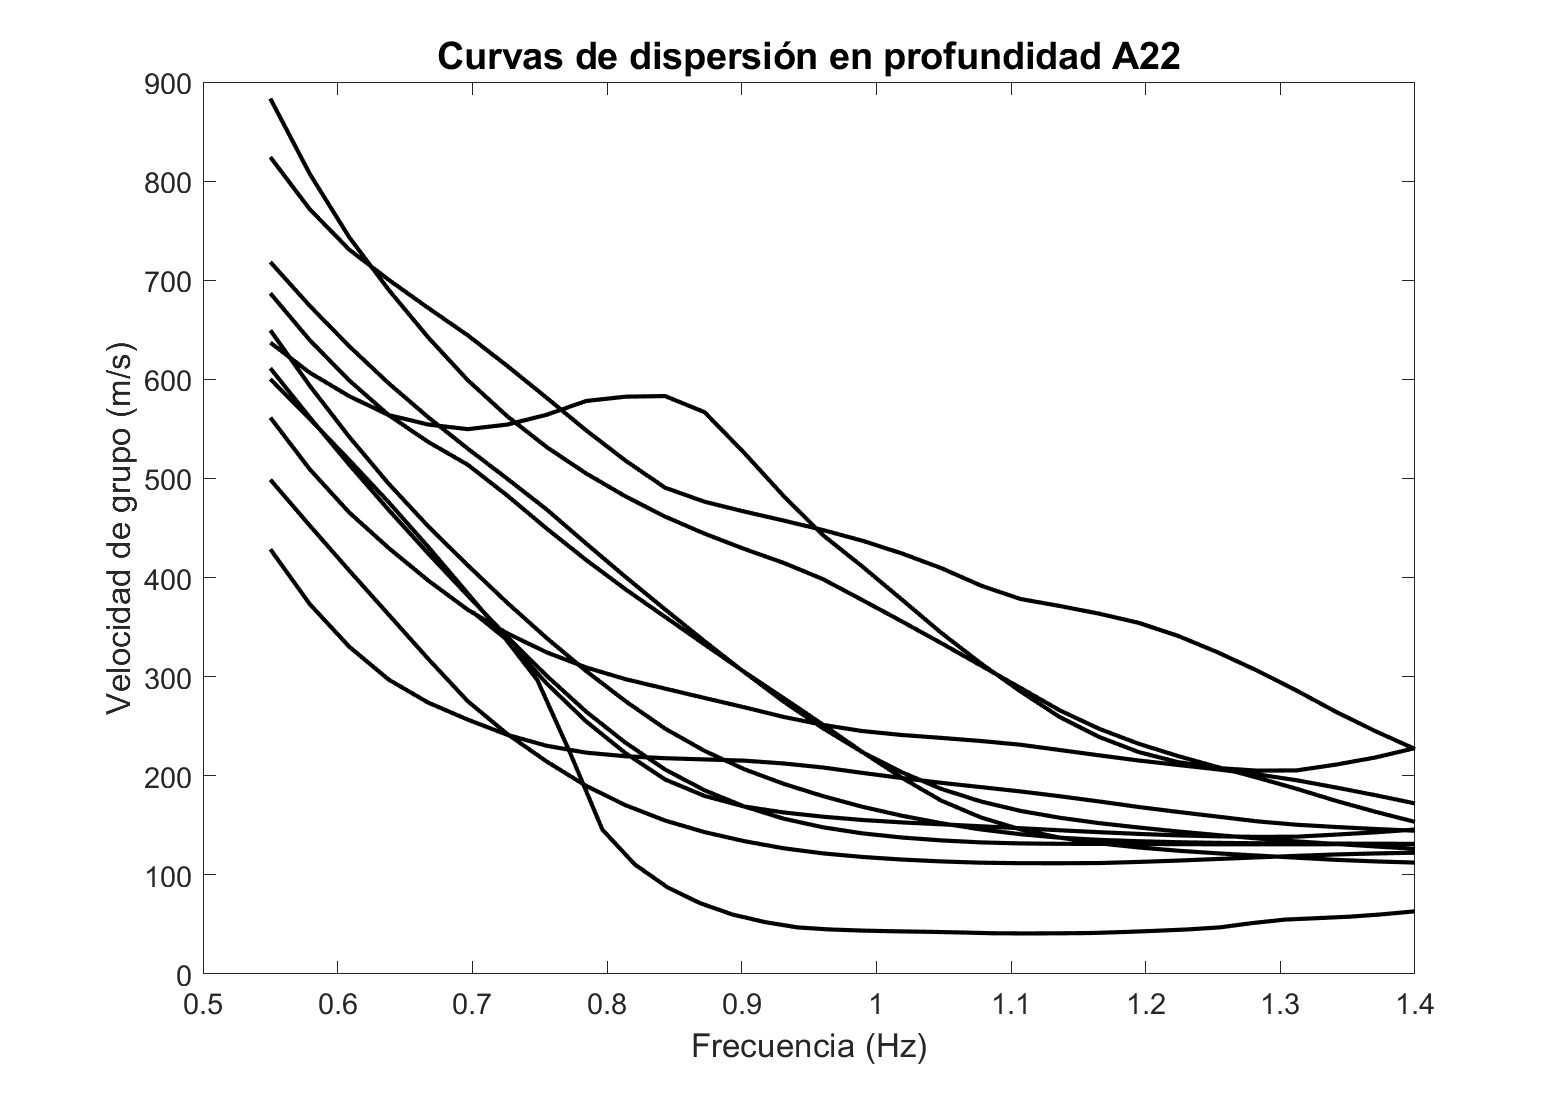 Curvas de dispersión en profundidad A22
900
800
700
600
500
400
300
200
100
0
Velocidad de grupo (m/s)
0.5 0.6 0.7 0.8 0.9 1 1.1 1.2 1.3 1.4
Frecuencia (Hz)